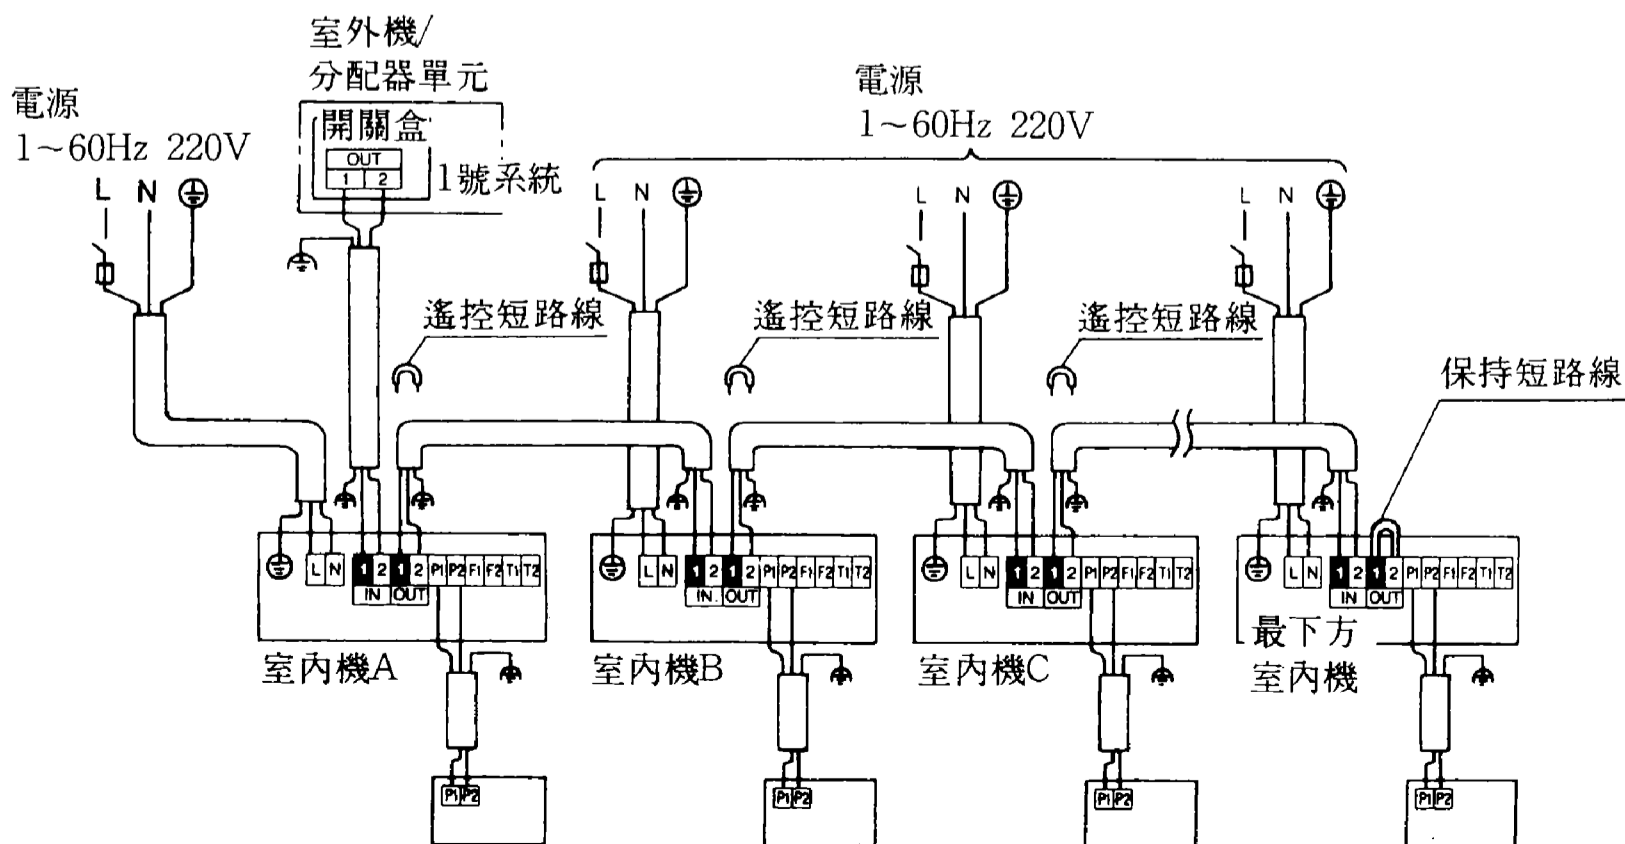 室外機/
分配器單元
電源
1～60Hz 220V
開關盒
OUT
1 2
1號系統
電源
1～60Hz 220V
L N
L N
L N
L N
遙控短路線
遙控短路線
遙控短路線
保持短路線
L N 1 2 1 2 P1 P2 F1 F2 T1 T2
IN OUT
L N 1 2 1 2 P1 P2 F1 F2 T1 T2
IN OUT
L N 1 2 1 2 P1 P2 F1 F2 T1 T2
IN OUT
L N 1 2 1 2 P1 P2 F1 F2 T1 T2
IN OUT
室內機A
室內機B
室內機C
最下方
室內機
P1 P2
P1 P2
P1 P2
P1 P2